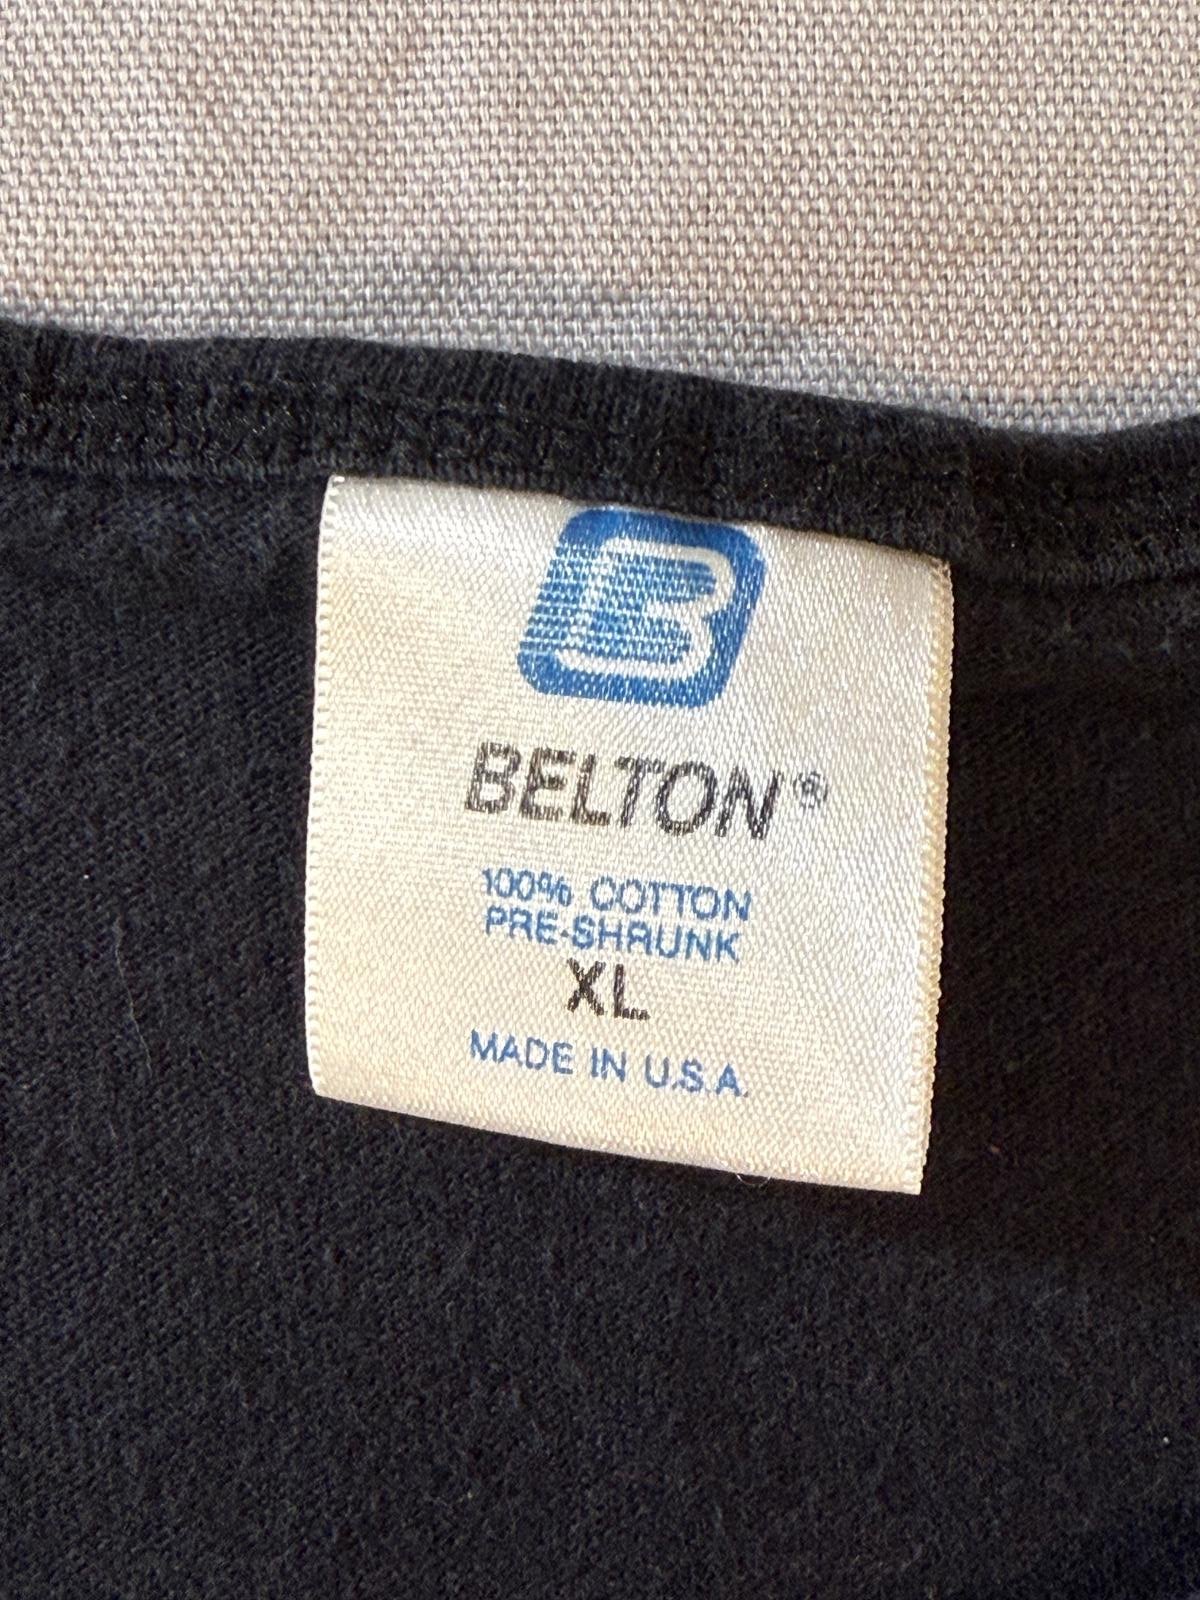 B
BELTON®
100% COTTON
PRE-SHRUNK
XL
MADE IN U.S.A.